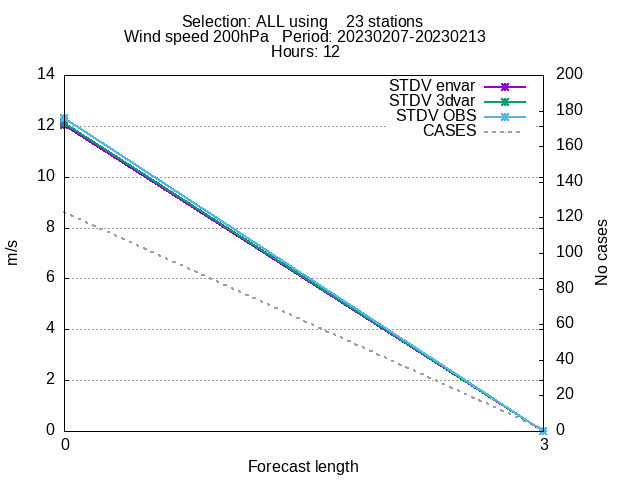 Selection: ALL using 23 stations
Wind speed 200hPa Period: 20230207-20230213
Hours: 12
STDV envar
STDV 3dvar
STDV OBS
CASES
14
12
10
8
6
4
2
0
200
180
160
140
120
100
80
60
40
20
0
m/s
No cases
0
3
Forecast length